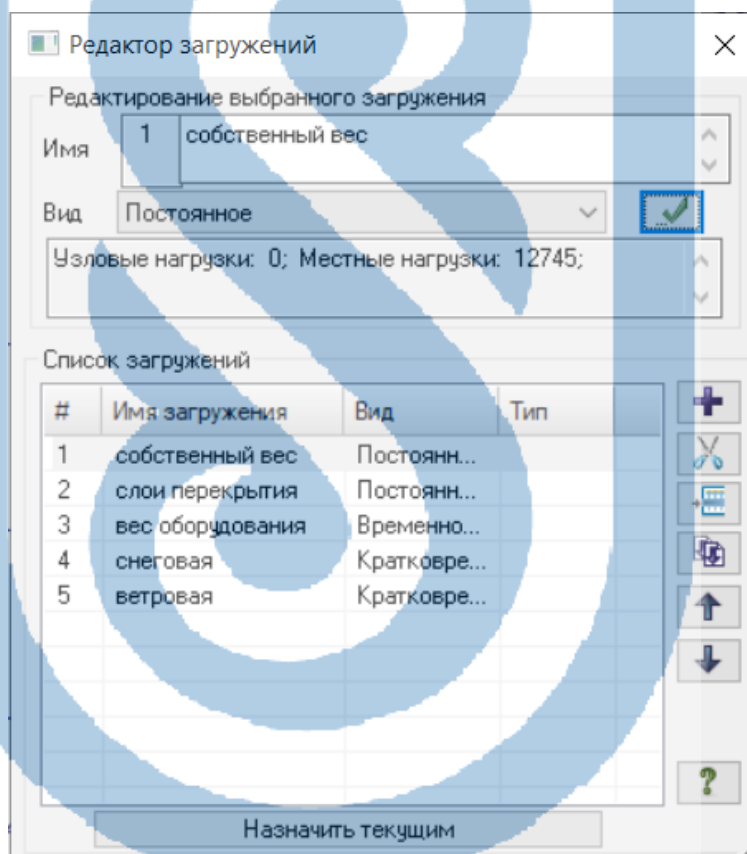 Редактор загружений
Редактирование выбранного загружения
Имя 1 собственный вес
Вид Постоянное
Узловые нагрузки: 0; Местные нагрузки: 12745;
Список загружений
# Имя загружения Вид Тип
1 собственный вес Постоянн...
2 слои перекрытия Постоянн...
3 вес оборудования Временно...
4 снеговая Кратковре...
5 ветровая Кратковре...
Назначить текущим